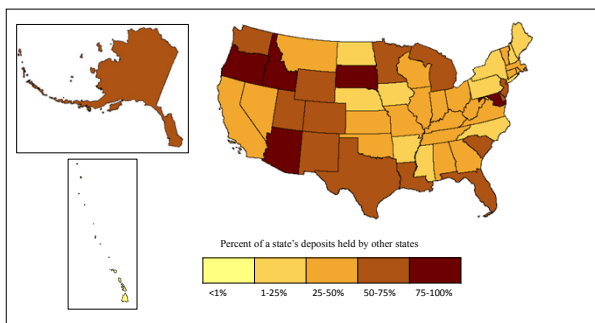 Percent of a state's deposits held by other states
<1% 1-25% 25-50% 50-75% 75-100%